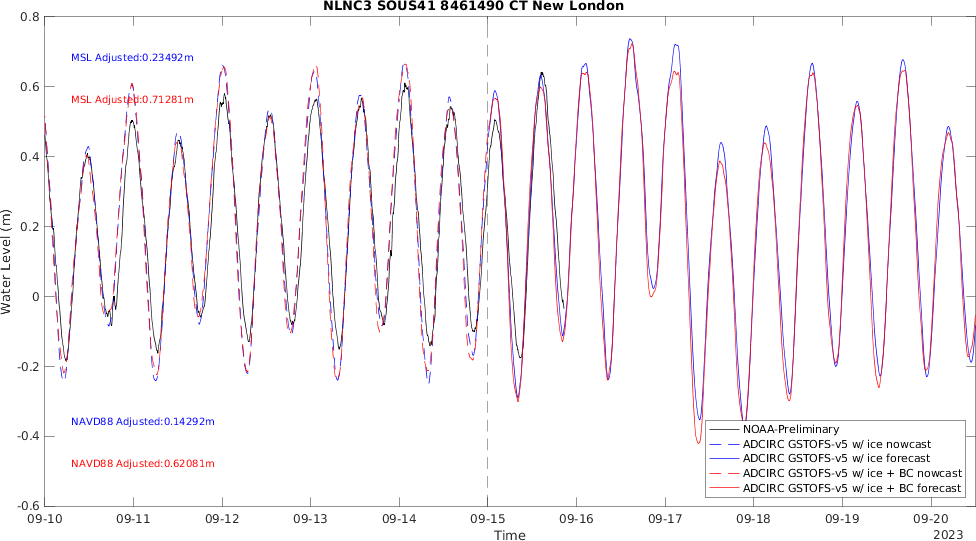 NLNC3 SOUS41 8461490 CT New London
0.8
0.6
0.4
0.2
0
-0.2
-0.4
-0.6
Water Level (m)
MSL Adjusted:0.23492m
MSL Adjusted:0.71281m
NAVD88 Adjusted:0.14292m
NAVD88 Adjusted:0.62081m
NOAA-Preliminary
ADCIRC GSTOFS-v5 w/ ice nowcast
ADCIRC GSTOFS-v5 w/ ice forecast
ADCIRC GSTOFS-v5 w/ ice + BC nowcast
ADCIRC GSTOFS-v5 w/ ice + BC forecast
09-10 09-11 09-12 09-13 09-14 09-15 09-16 09-17 09-18 09-19 09-20
Time
2023